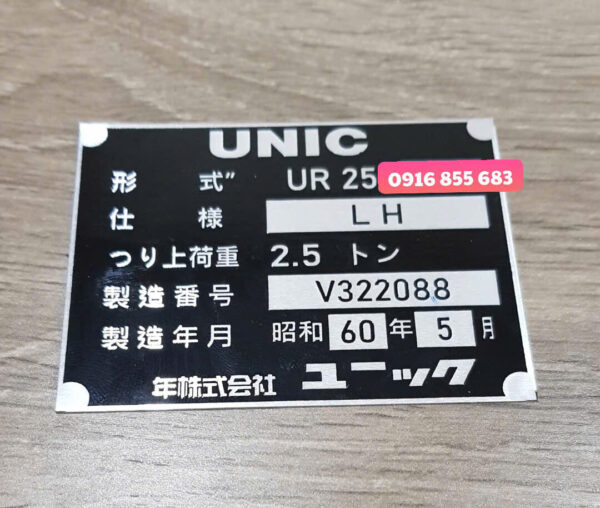 UNIC
形 式" UR 25 0916 855 683
仕 様 L H
つり上荷重 2.5 トン
製造番号 V322088
製造年月 昭和 60 年 5 月
年株式会社 ユニック